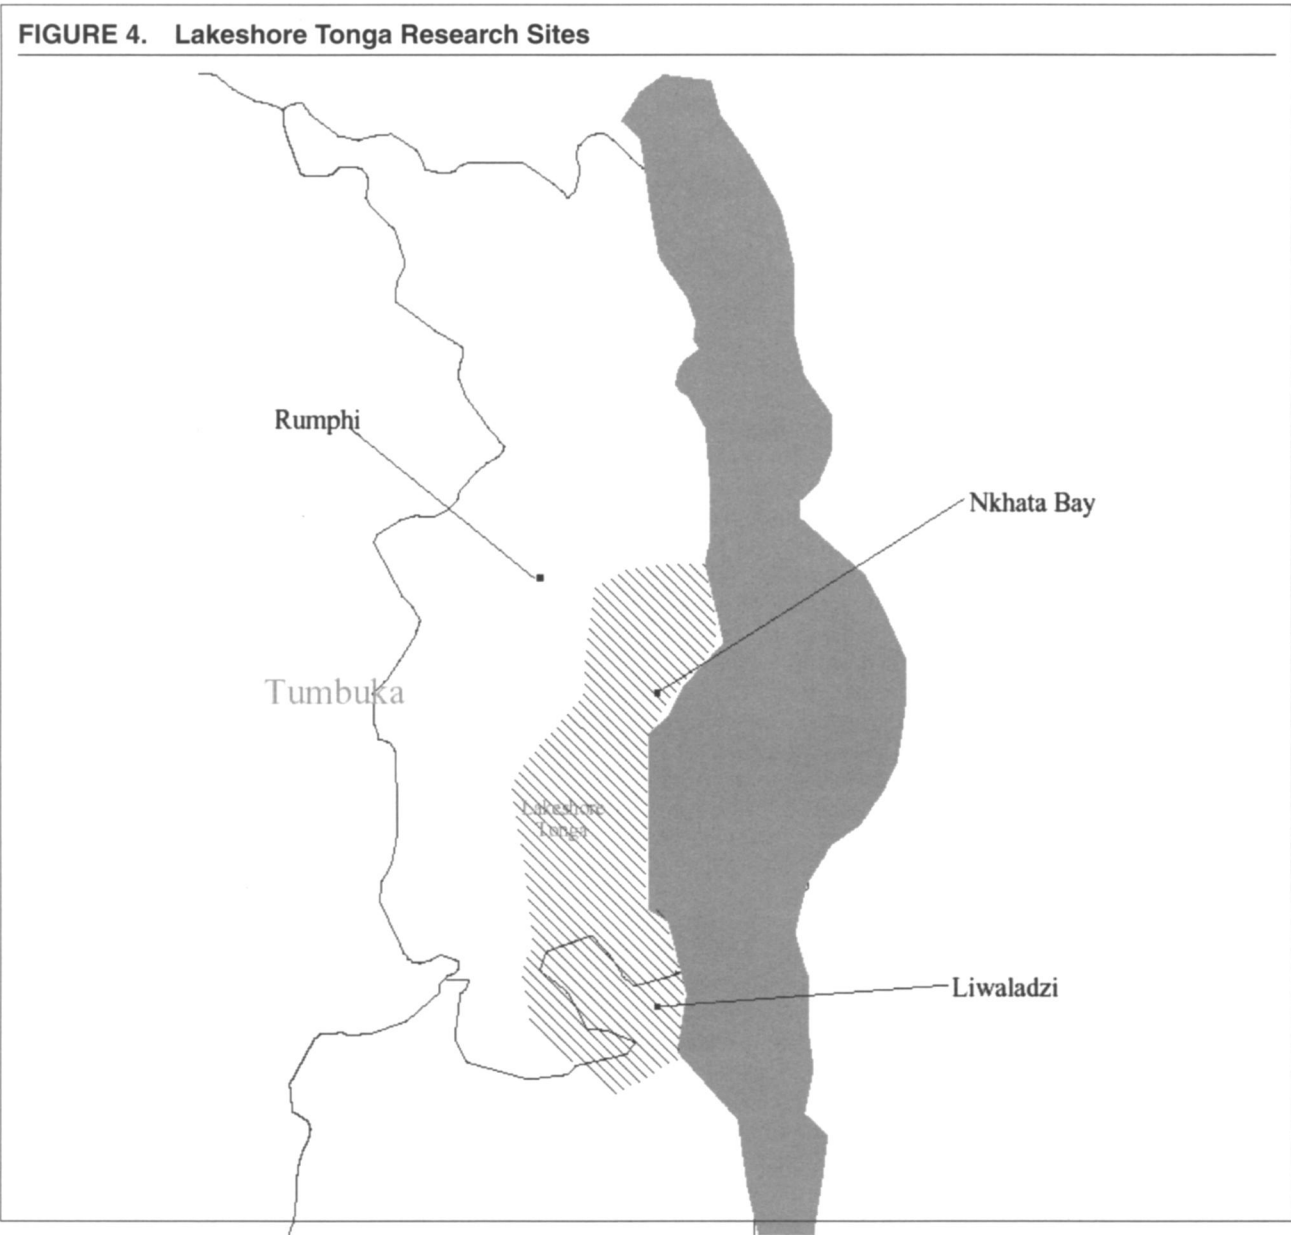 FIGURE 4. Lakeshore Tonga Research Sites
Rumphi
Nkhata Bay
Tumbuka
Lakeshore
Tonga
Liwaladzi